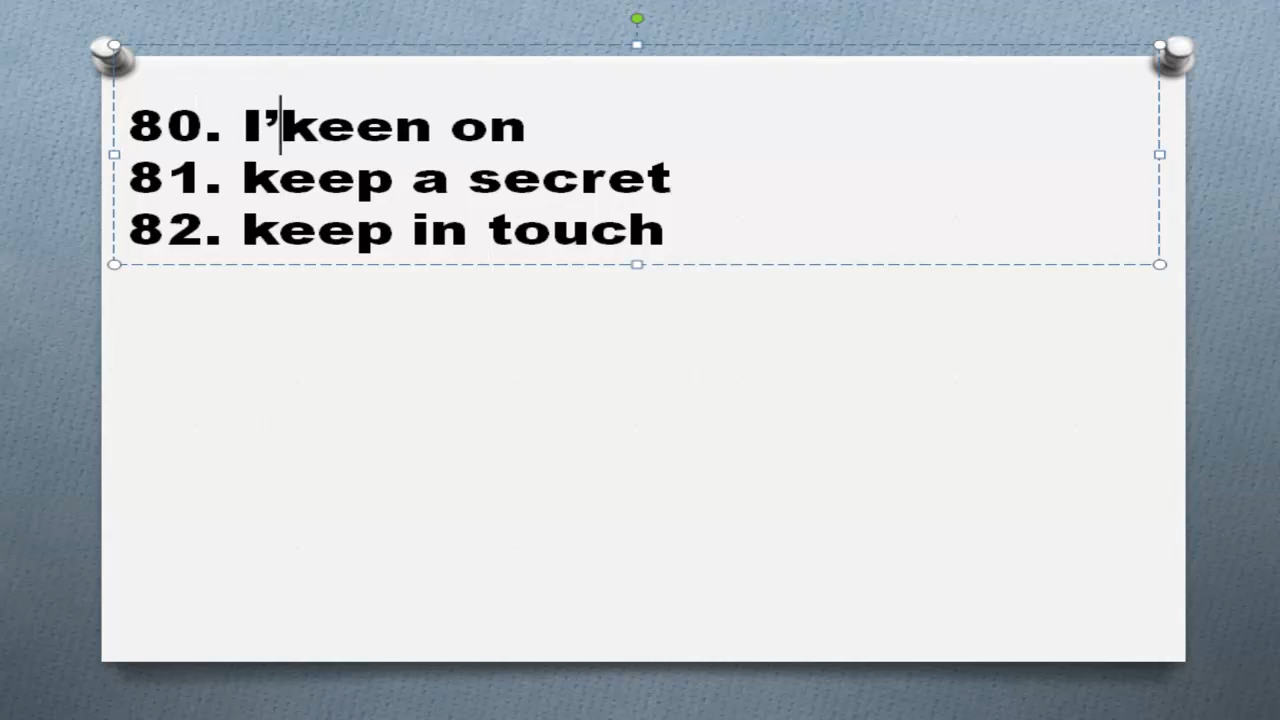 80. I’keen on
81. keep a secret
82. keep in touch